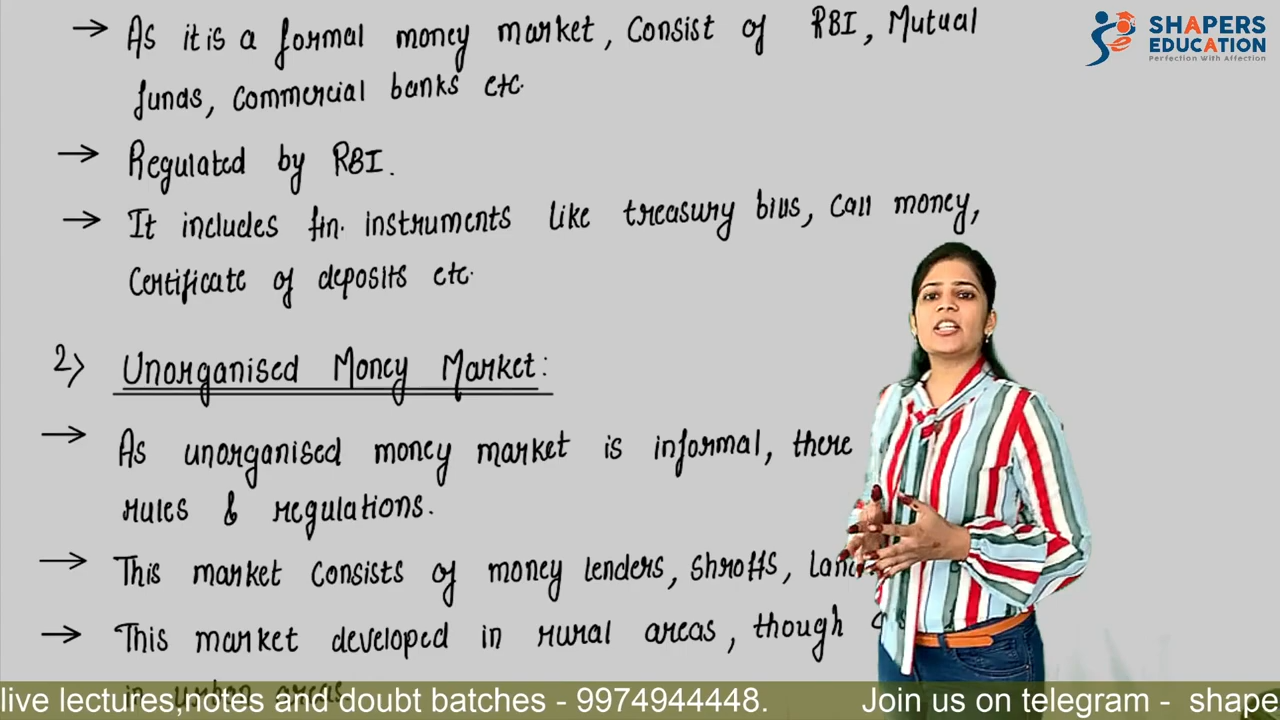 → As it is a formal money market, Consist of RBI, Mutual
funds, commercial banks etc.
→ Regulated by RBI.
→ It includes fin. instruments like treasury bills, call money,
Certificate of deposits etc.
2) Unorganised Money Market:
→ As unorganised money market is informal, there
rules & regulations.
→ This market consists of money lenders, shroffs,
→ This market developed in rural areas, though
in urban areas
SHAPERS
EDUCATION
Perfection With Affection
live lectures,notes and doubt batches - 9974944448. Join us on telegram - shape